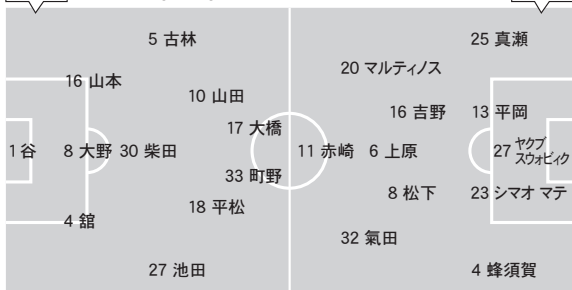 5 古林
16 山本
10 山田
17 大橋
1 谷
8 大野
30 柴田
33 町野
18 平松
4 舘
27 池田
25 真瀬
20 マルティノス
16 吉野
13 平岡
11 赤崎
6 上原
27 ヤクブ
スウォビィク
8 松下
23 シマオ マテ
32 氣田
4 蜂須賀